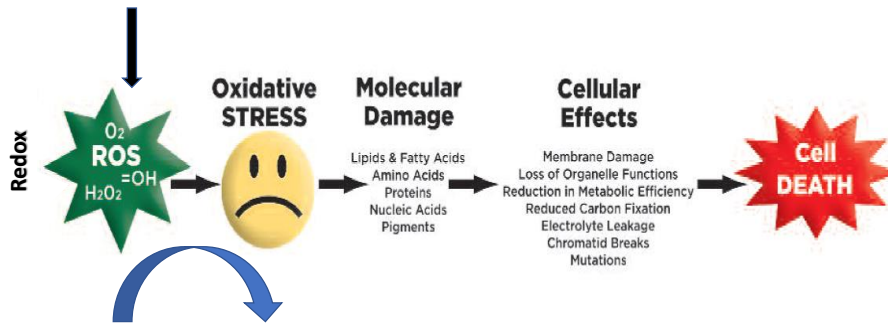 Redox
O2
ROS
=OH
H2O2
Oxidative
STRESS
Molecular
Damage
Lipids & Fatty Acids
Amino Acids
Proteins
Nucleic Acids
Pigments
Cellular
Effects
Membrane Damage
Loss of Organelle Functions
Reduction in Metabolic Efficiency
Reduced Carbon Fixation
Electrolyte Leakage
Chromatid Breaks
Mutations
Cell
DEATH